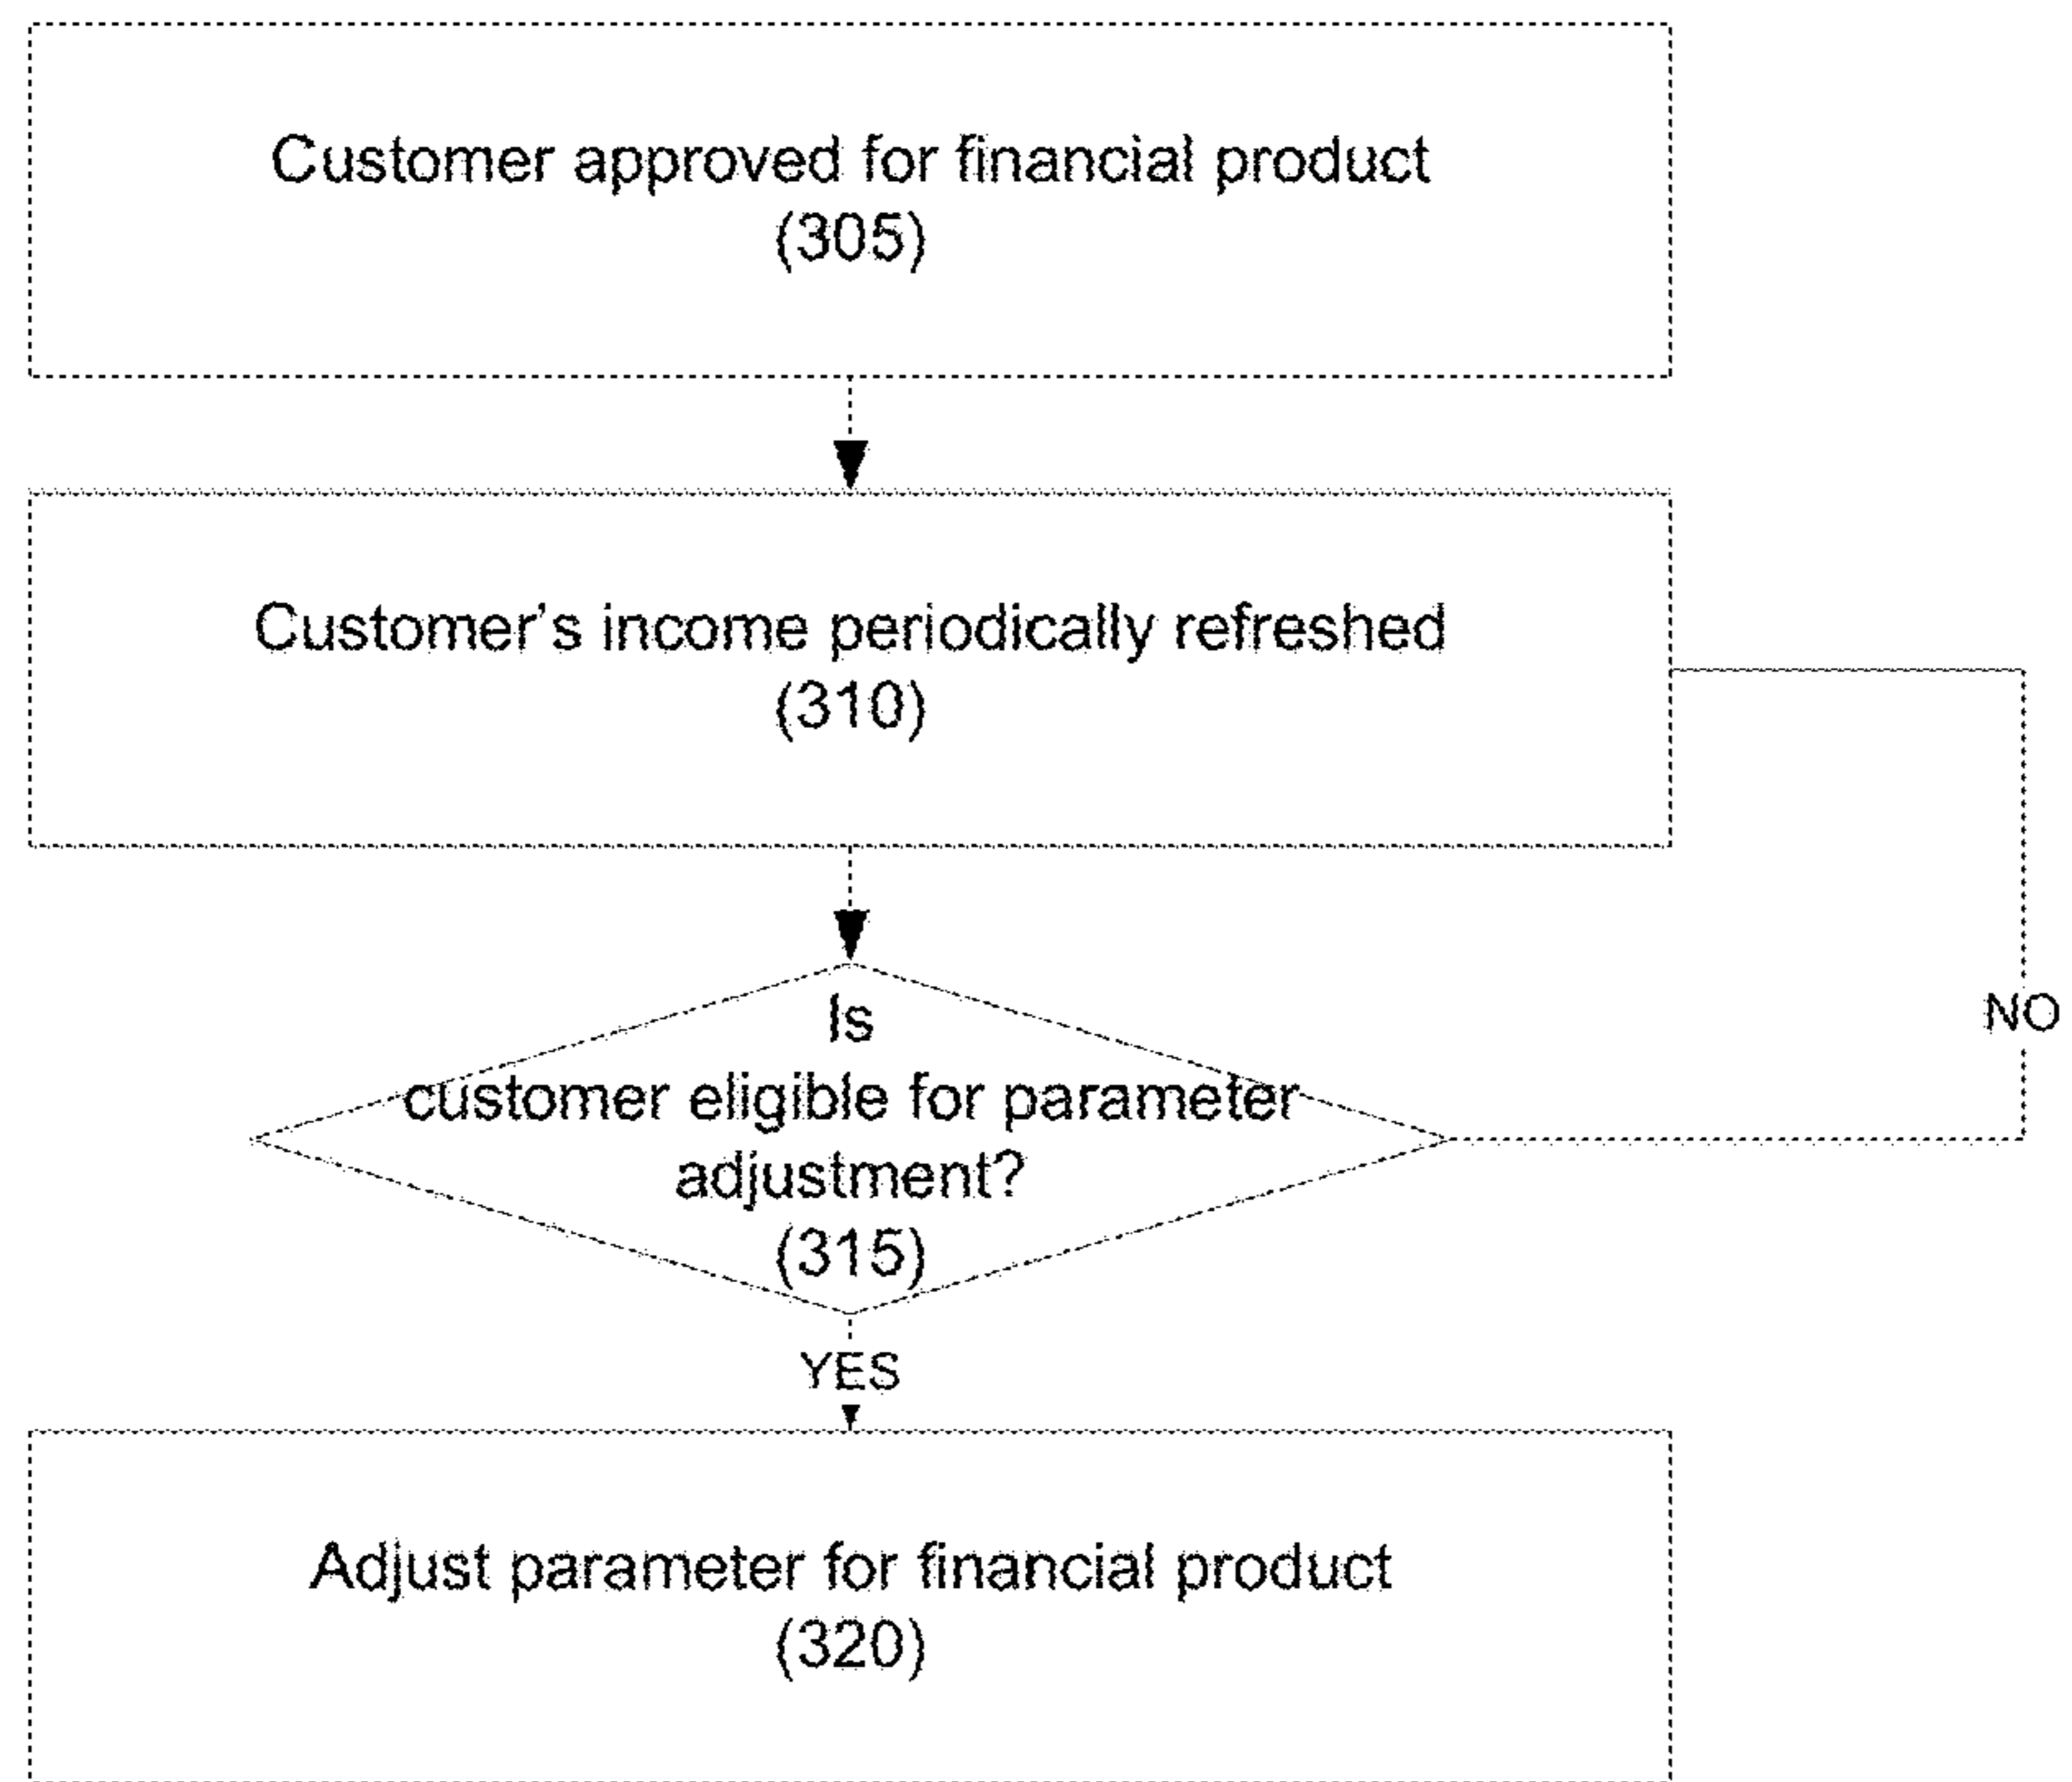 Customer approved for financial product
(305)
Customer's income periodically refreshed
(310)
Is
customer eligible for parameter
adjustment?
(315)
NO
YES
Adjust parameter for financial product
(320)